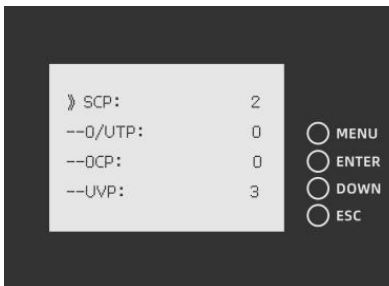 》 SCP: 2
--O/UTP: 0
--OCP: 0
--UVP: 3
MENU
ENTER
DOWN
ESC